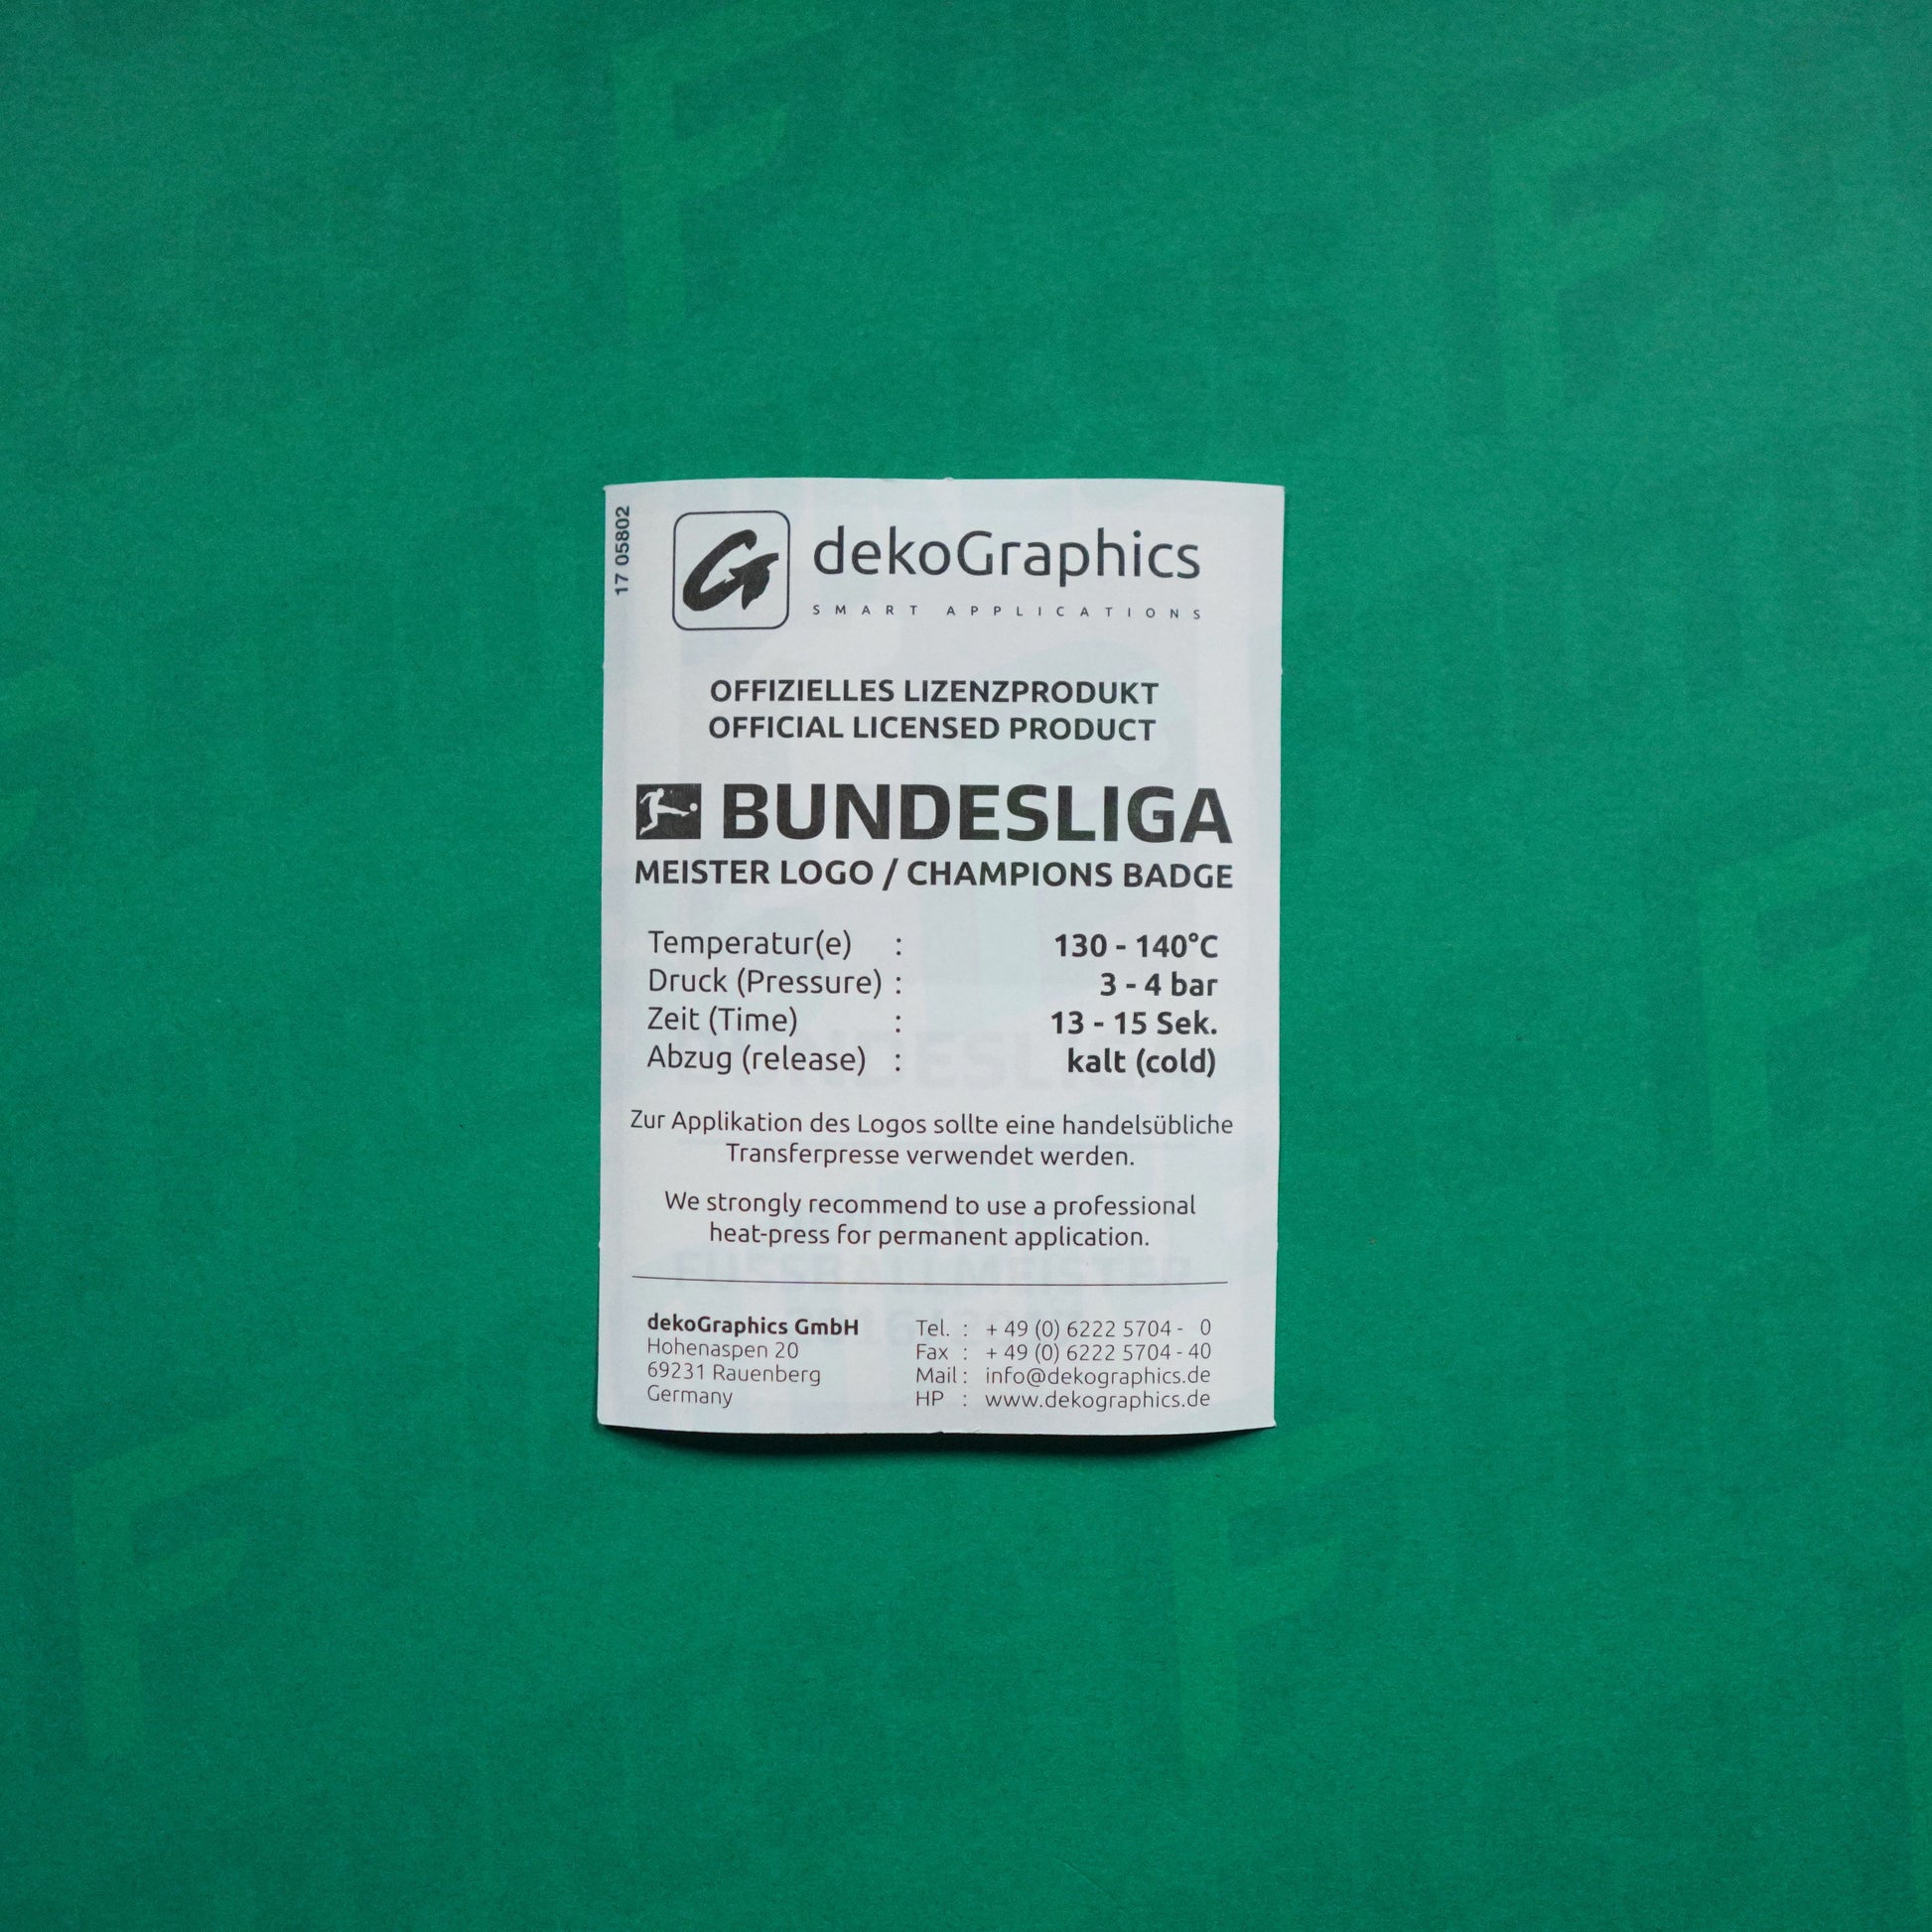 17 05802
G
dekoGraphics
SMART APPLICATIONS
OFFIZIELLES LIZENZPRODUKT
OFFICIAL LICENSED PRODUCT
BUNDESLIGA
MEISTER LOGO / CHAMPIONS BADGE
Temperatur(e) : 130 - 140°C
Druck (Pressure) : 3 - 4 bar
Zeit (Time) : 13 - 15 Sek.
Abzug (release) : kalt (cold)
Zur Applikation des Logos sollte eine handelsübliche
Transferpresse verwendet werden.
We strongly recommend to use a professional
heat-press for permanent application.
dekoGraphics GmbH
Hohenaspen 20
69231 Rauenberg
Germany
Tel. : + 49 (0) 6222 5704 - 0
Fax : + 49 (0) 6222 5704 - 40
Mail : info@dekographics.de
HP : www.dekographics.de